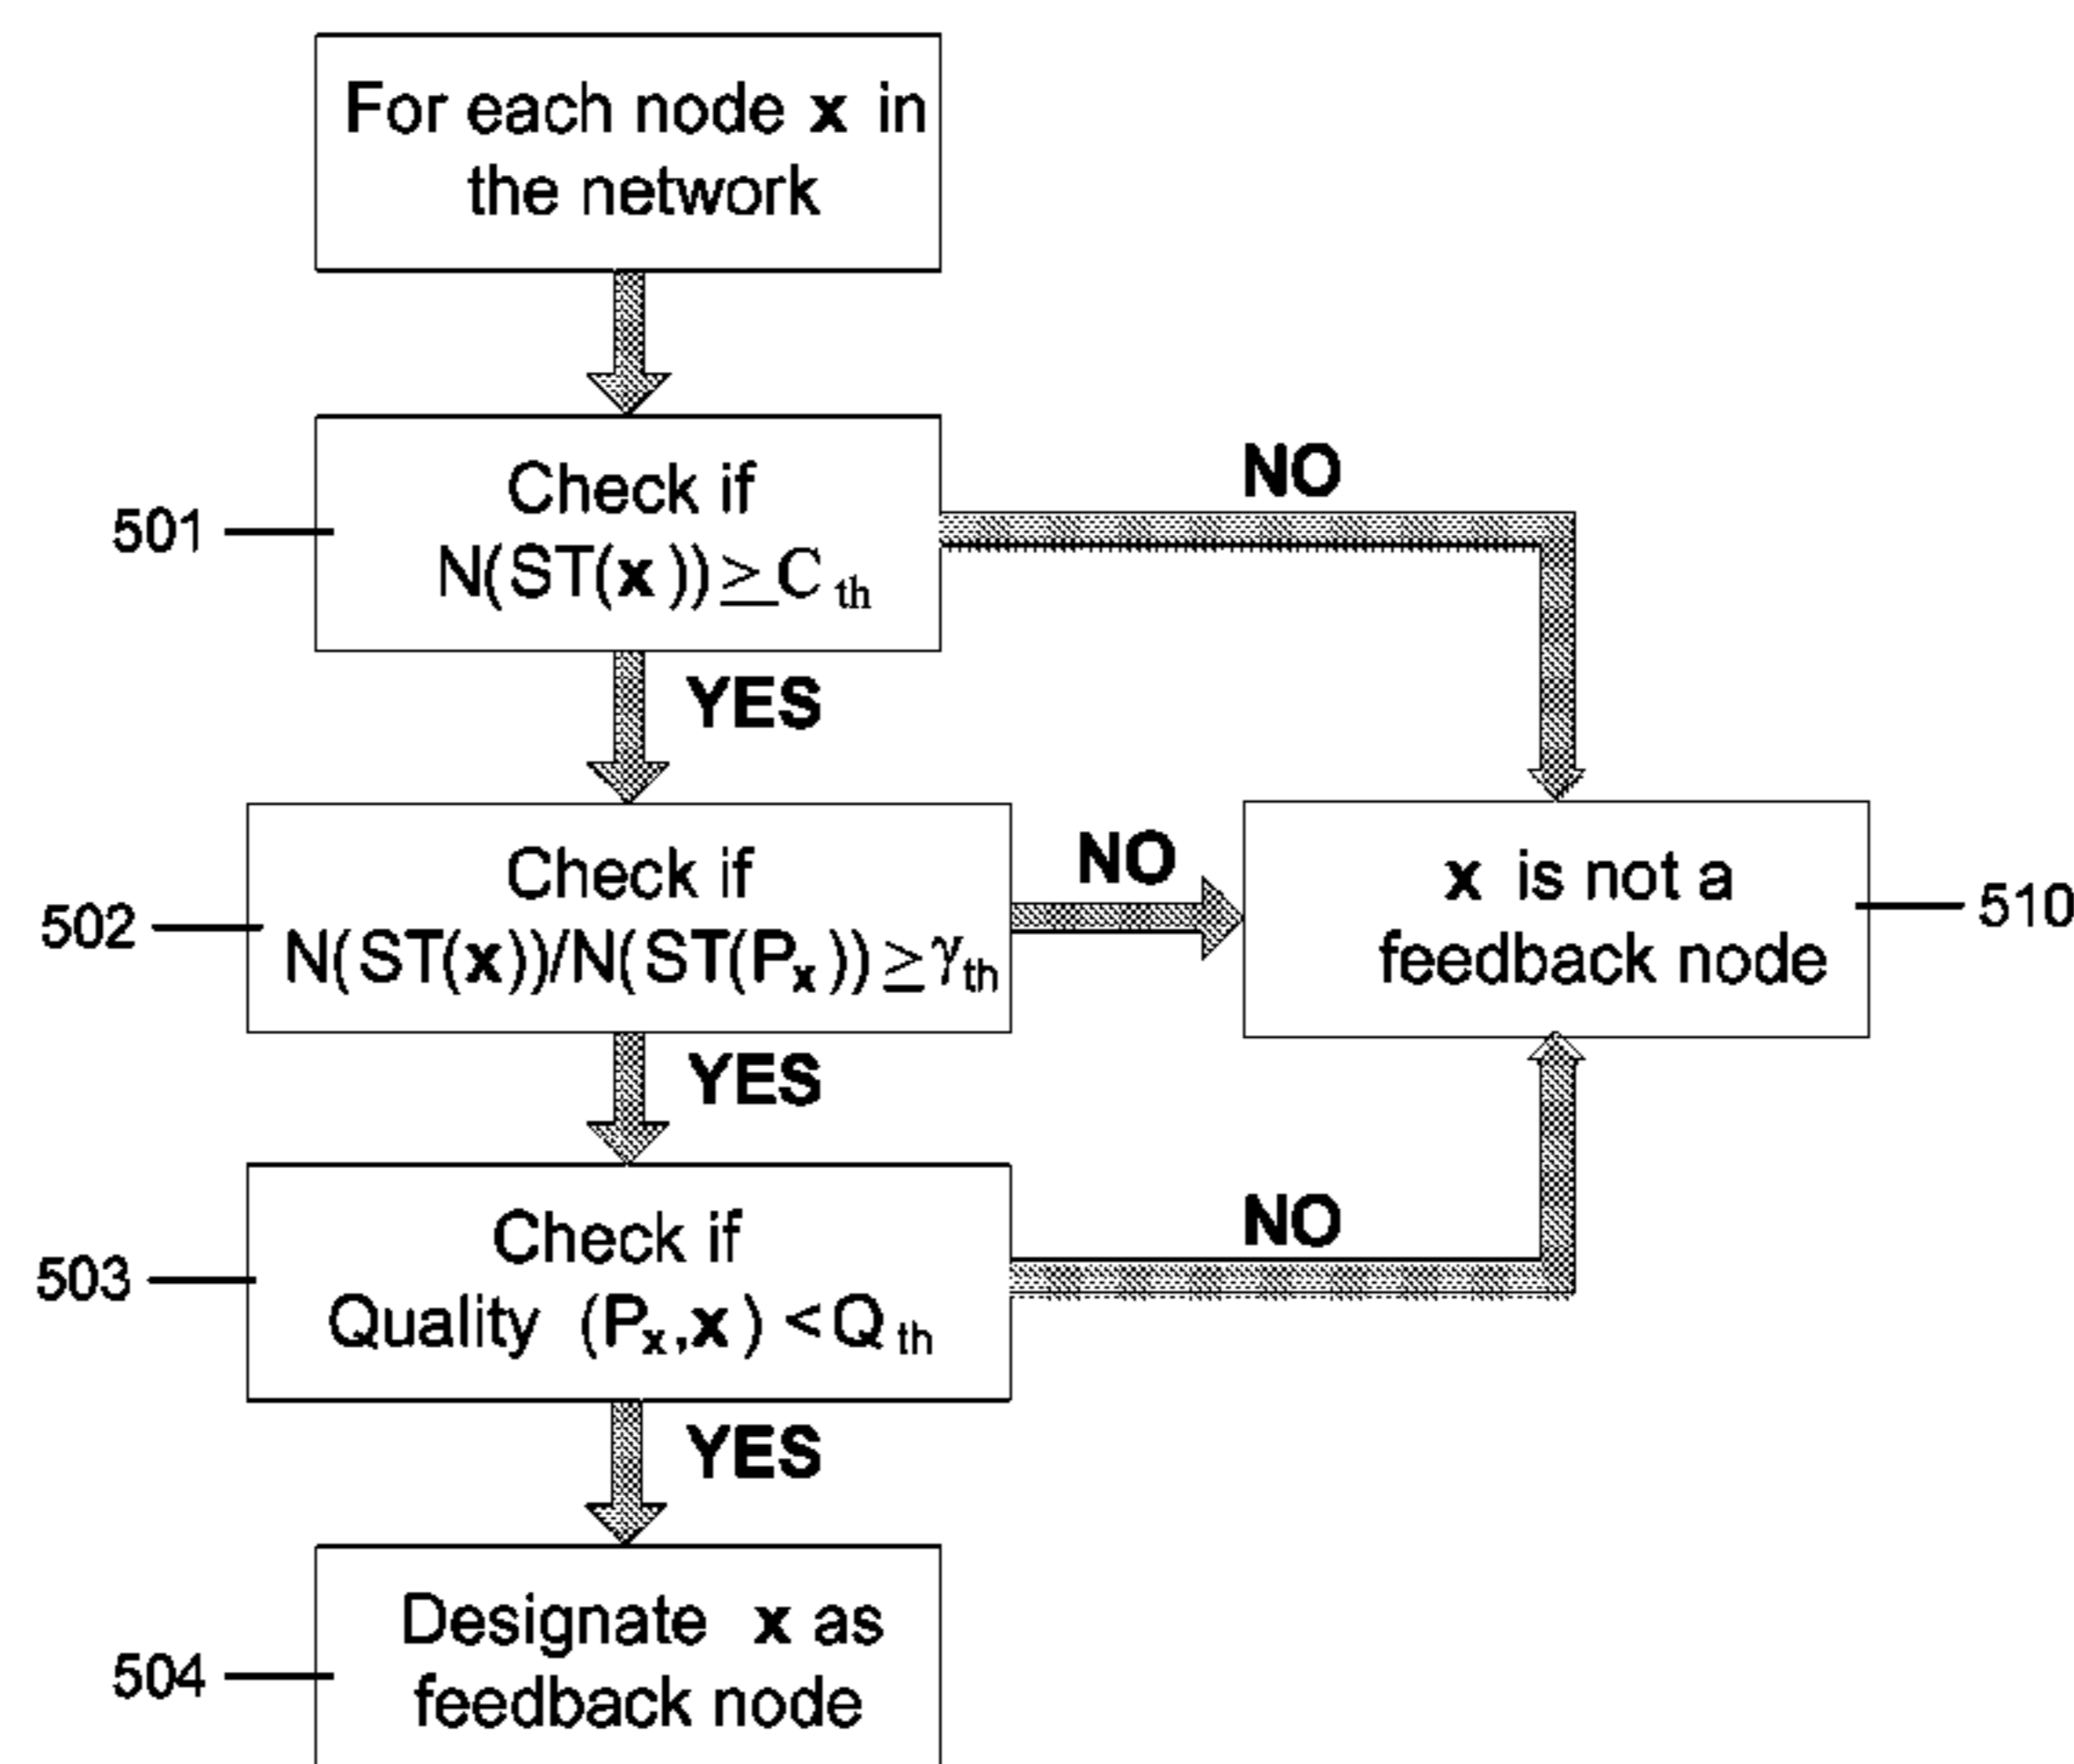 For each node x in
the network
Check if
N(ST(x))≥C th
501
NO
YES
Check if
N(ST(x))/N(ST(Px))≥γth
502
NO
x is not a
feedback node
510
YES
Check if
Quality (Px,x) <Q th
503
NO
YES
Designate x as
feedback node
504